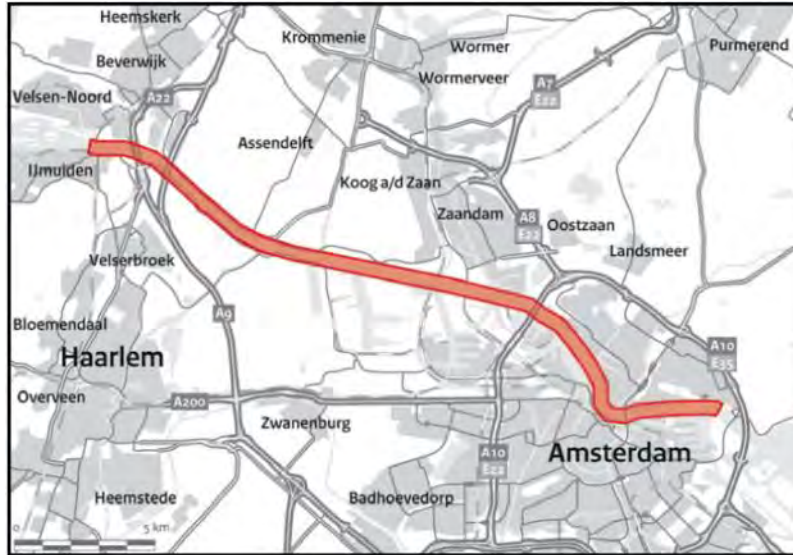 Heemskerk
Krommenie
Wormer
Purmerend
Beverwijk
Wormerveer
A7
E22
Velsen-Noord
A22
Assendelft
IJmuiden
Koog a/d Zaan
Zaandam
A8
E22
Oostzaan
Landsmeer
Velserbroek
A9
Bloemendaal
A10
E35
Haarlem
Overveen
A200
Zwanenburg
A10
E22
Amsterdam
Heemstede
Badhoevedorp
0
5 km